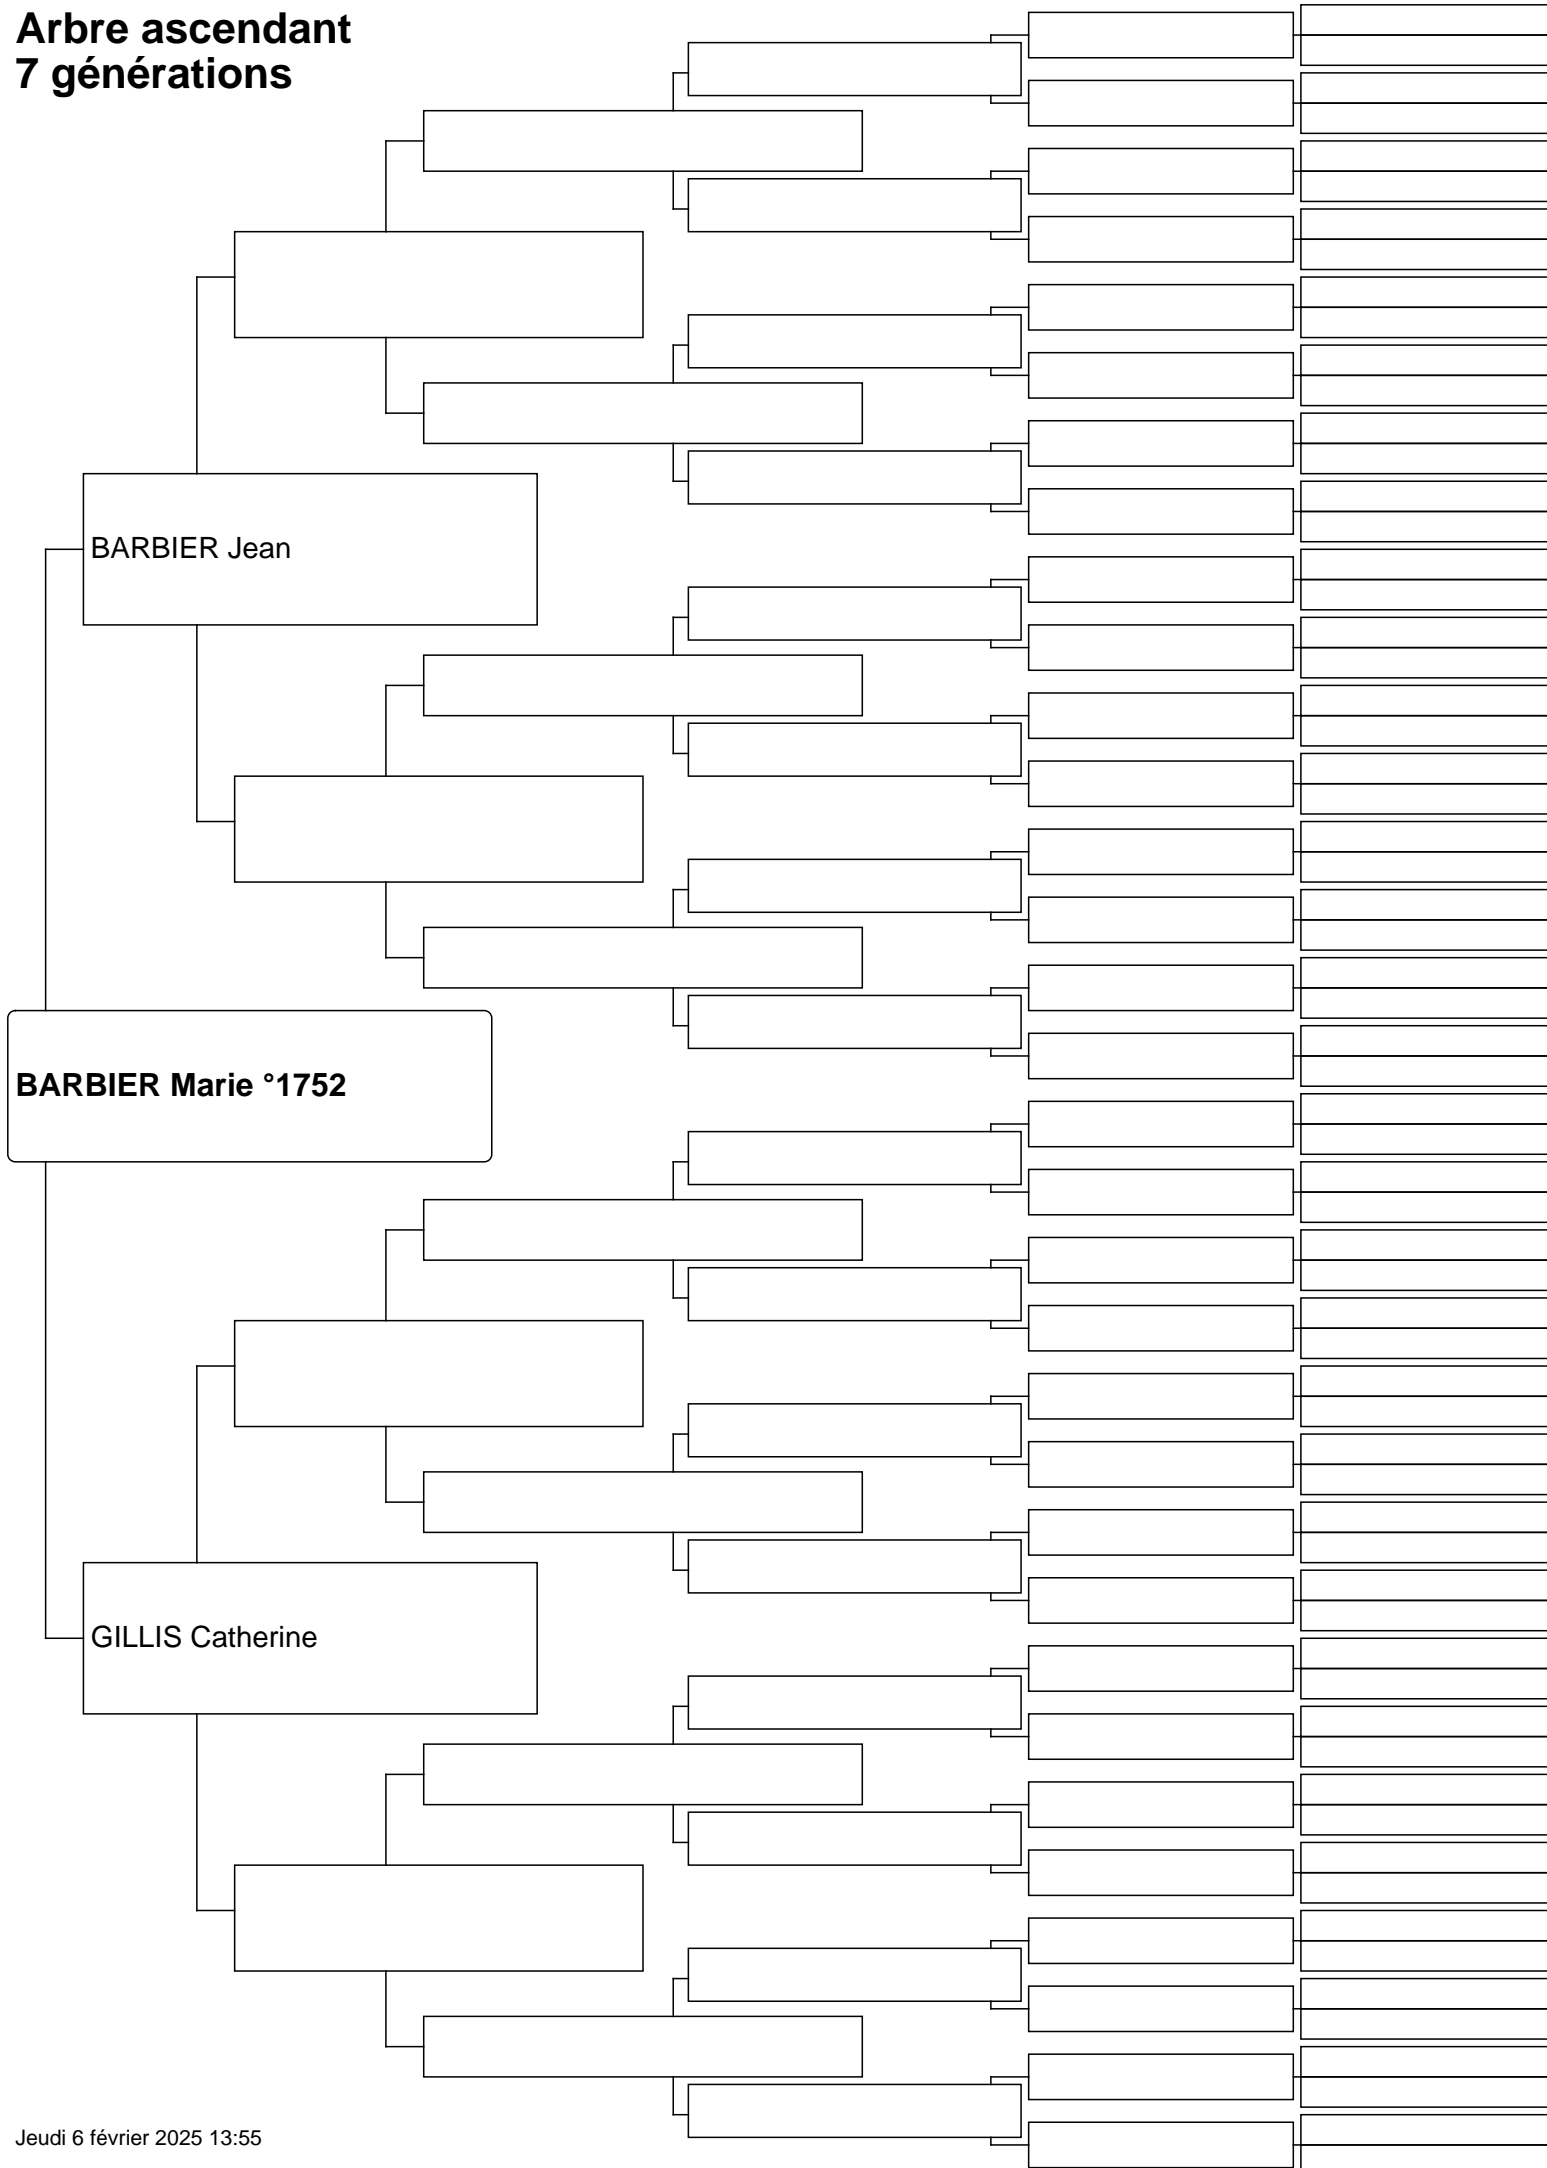 Arbre ascendant
7 générations
BARBIER Jean
BARBIER Marie °1752
GILLIS Catherine
Jeudi 6 février 2025 13:55